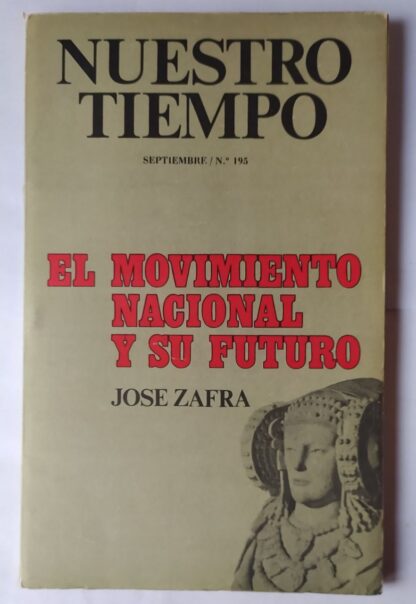 NUESTRO
TIEMPO
SEPTIEMBRE / N.º 195
EL MOVIMIENTO
NACIONAL
Y SU FUTURO
JOSE ZAFRA